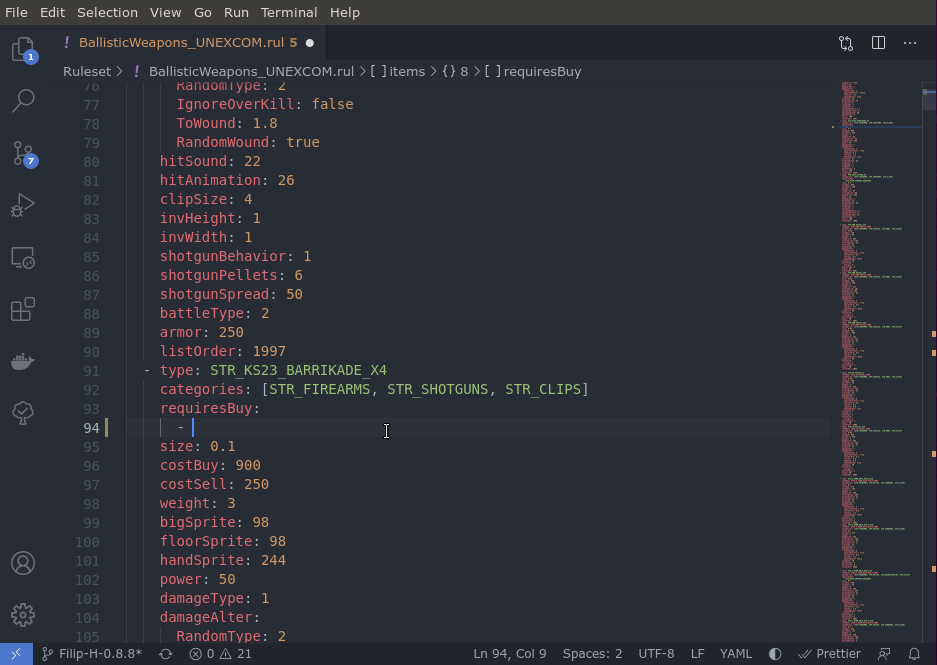 File Edit Selection View Go Run Terminal Help
! BallisticWeapons_UNEXCOM.rul 5 ●
Ruleset > ! BallisticWeapons_UNEXCOM.rul > [ ] items > {} 8 > [ ] requiresBuy
76 RandomType: 2
77 IgnoreOverKill: false
78 ToWound: 1.8
79 RandomWound: true
80 hitSound: 22
81 hitAnimation: 26
82 clipSize: 4
83 invHeight: 1
84 invWidth: 1
85 shotgunBehavior: 1
86 shotgunPellets: 6
87 shotgunSpread: 50
88 battleType: 2
89 armor: 250
90 listOrder: 1997
91 - type: STR_KS23_BARRIKADE_X4
92 categories: [STR_FIREARMS, STR_SHOTGUNS, STR_CLIPS]
93 requiresBuy:
94 -
95 size: 0.1
96 costBuy: 900
97 costSell: 250
98 weight: 3
99 bigSprite: 98
100 floorSprite: 98
101 handSprite: 244
102 power: 50
103 damageType: 1
104 damageAlter:
105 RandomType: 2
1
7
Filip-H-0.8.8* 0 21 Ln 94, Col 9 Spaces: 2 UTF-8 LF YAML Prettier